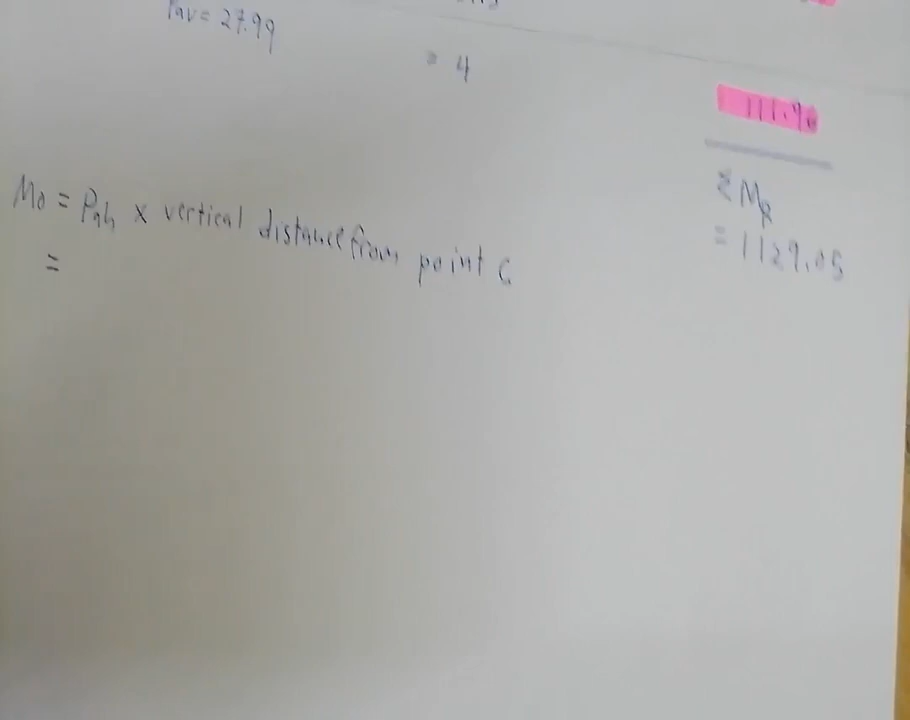 Pav = 27.99
= 4
111.96
ΣMR
= 1129.05
Mo = Pah x vertical distance from point C
=